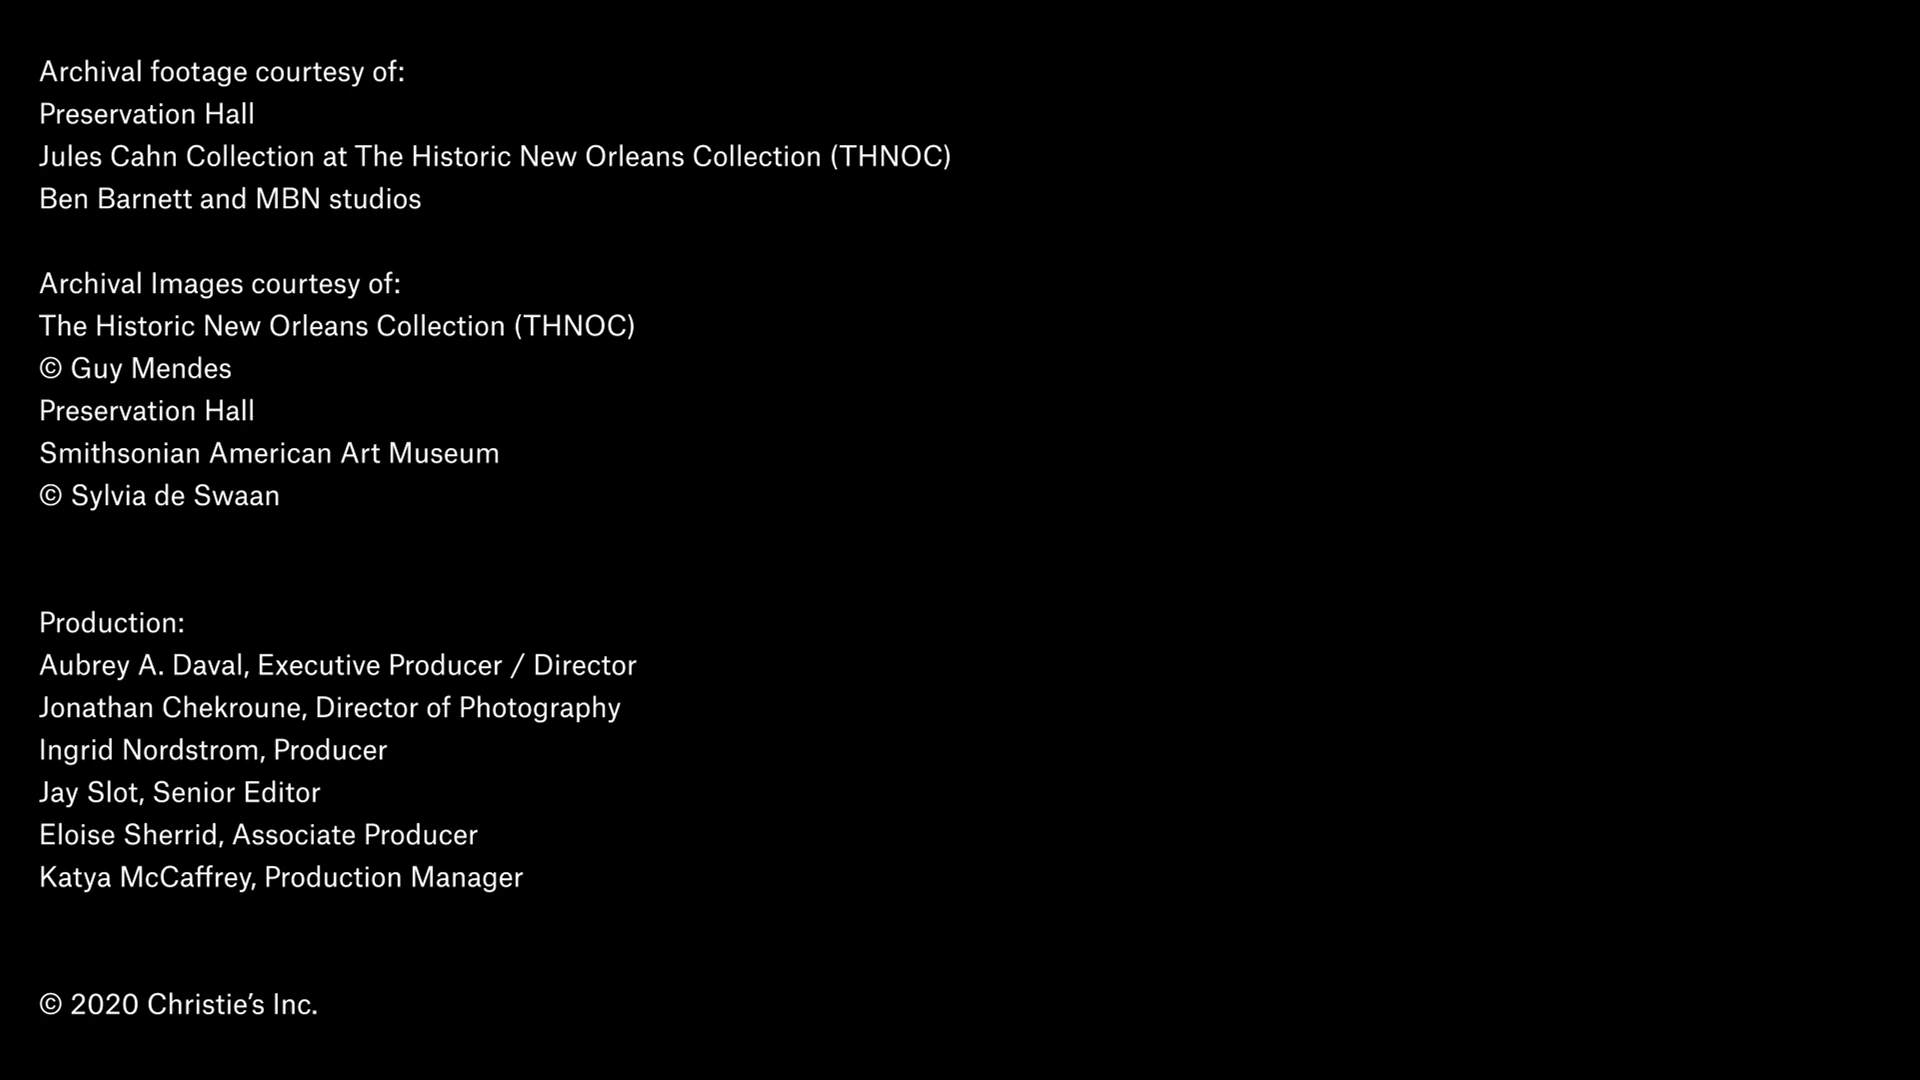 Archival footage courtesy of:
Preservation Hall
Jules Cahn Collection at The Historic New Orleans Collection (THNOC)
Ben Barnett and MBN studios
Archival Images courtesy of:
The Historic New Orleans Collection (THNOC)
© Guy Mendes
Preservation Hall
Smithsonian American Art Museum
© Sylvia de Swaan
Production:
Aubrey A. Daval, Executive Producer / Director
Jonathan Chekroune, Director of Photography
Ingrid Nordstrom, Producer
Jay Slot, Senior Editor
Eloise Sherrid, Associate Producer
Katya McCaffrey, Production Manager
© 2020 Christie’s Inc.